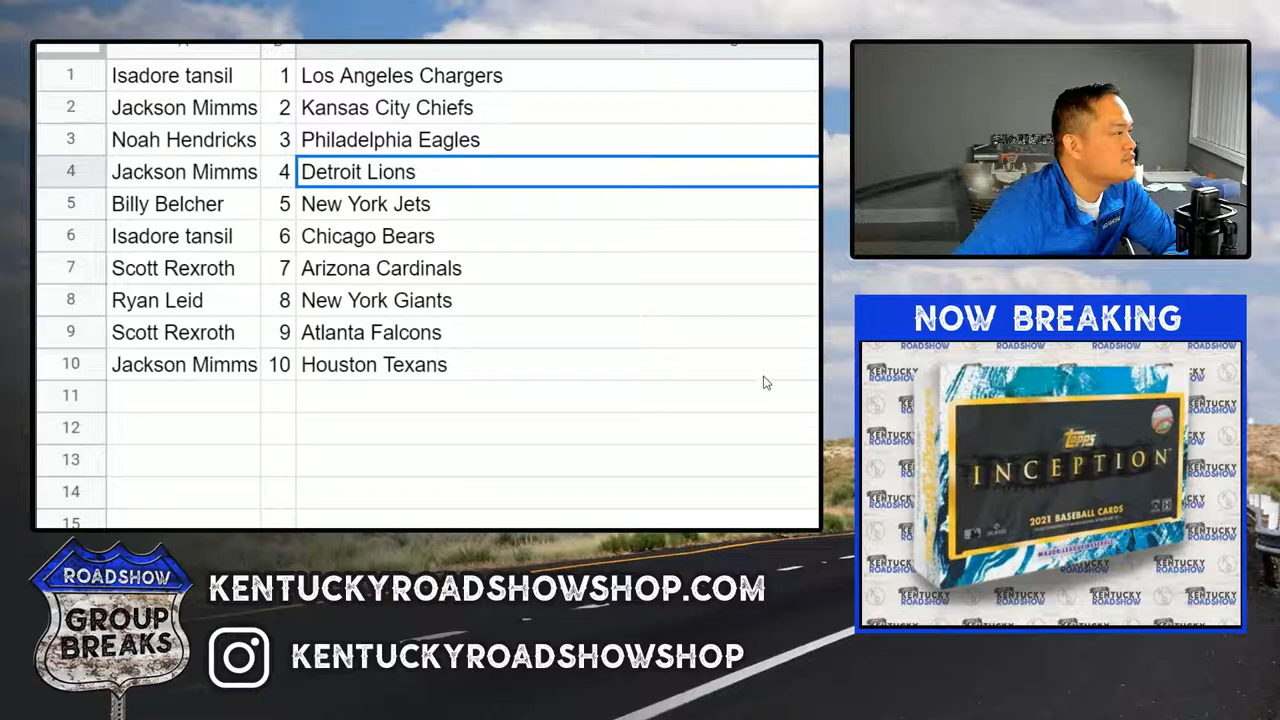 1 Isadore tansil 1 Los Angeles Chargers
2 Jackson Mimms 2 Kansas City Chiefs
3 Noah Hendricks 3 Philadelphia Eagles
4 Jackson Mimms 4 Detroit Lions
5 Billy Belcher 5 New York Jets
6 Isadore tansil 6 Chicago Bears
7 Scott Rexroth 7 Arizona Cardinals
8 Ryan Leid 8 New York Giants
9 Scott Rexroth 9 Atlanta Falcons
10 Jackson Mimms 10 Houston Texans
11
12
13
14
15
NOW BREAKING
KENTUCKY
ROADSHOW
Topps
INCEPTION
2021 BASEBALL CARDS
MAJOR LEAGUE BASEBALL
ROADSHOW
GROUP
BREAKS
KENTUCKYROADSHOWSHOP.COM
KENTUCKYROADSHOWSHOP